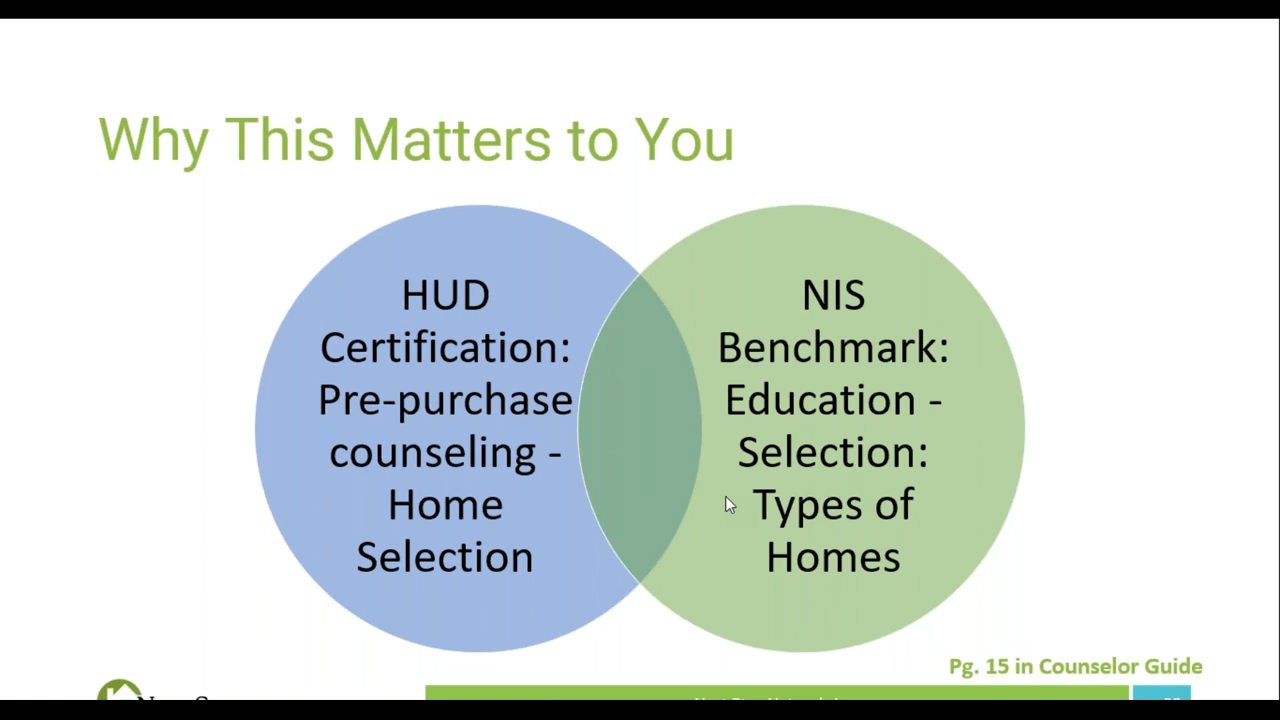 Why This Matters to You
HUD
Certification:
Pre-purchase
counseling -
Home
Selection
NIS
Benchmark:
Education -
Selection:
Types of
Homes
Pg. 15 in Counselor Guide